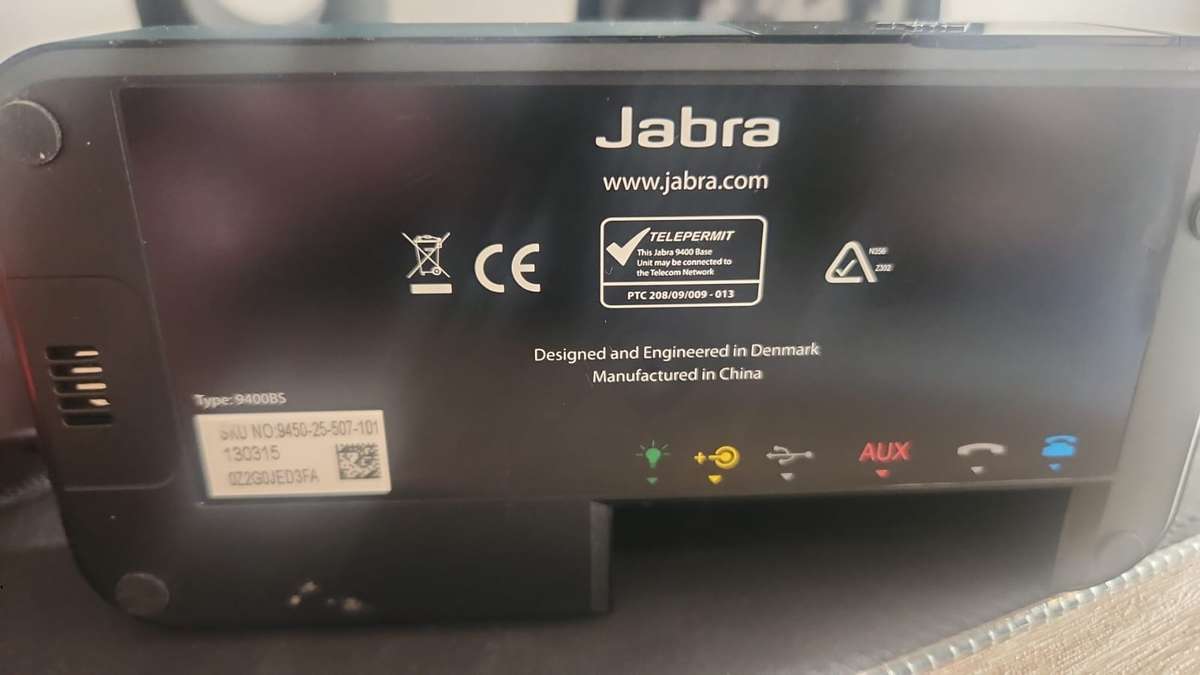 Jabra
www.jabra.com
CE
TELEPERMIT
This Jabra 9400 Base
Unit may be connected to
the Telecom Network
PTC 208/09/009 - 013
N356
Z302
Designed and Engineered in Denmark
Manufactured in China
Type: 9400BS
SKU NO:9450-25-507-101
130315
0Z2G0JED3FA
AUX